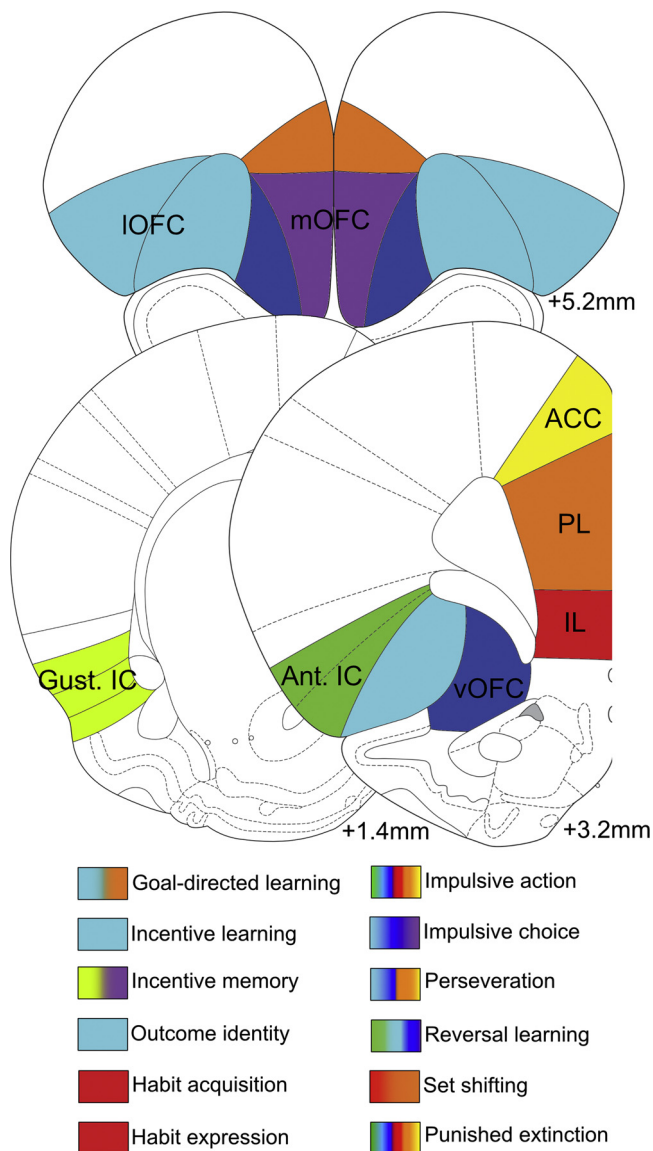 lOFC
mOFC
+5.2mm
ACC
PL
IL
Gust. IC
Ant. IC
vOFC
+1.4mm
+3.2mm
Goal-directed learning
Incentive learning
Incentive memory
Outcome identity
Habit acquisition
Habit expression
Impulsive action
Impulsive choice
Perseveration
Reversal learning
Set shifting
Punished extinction